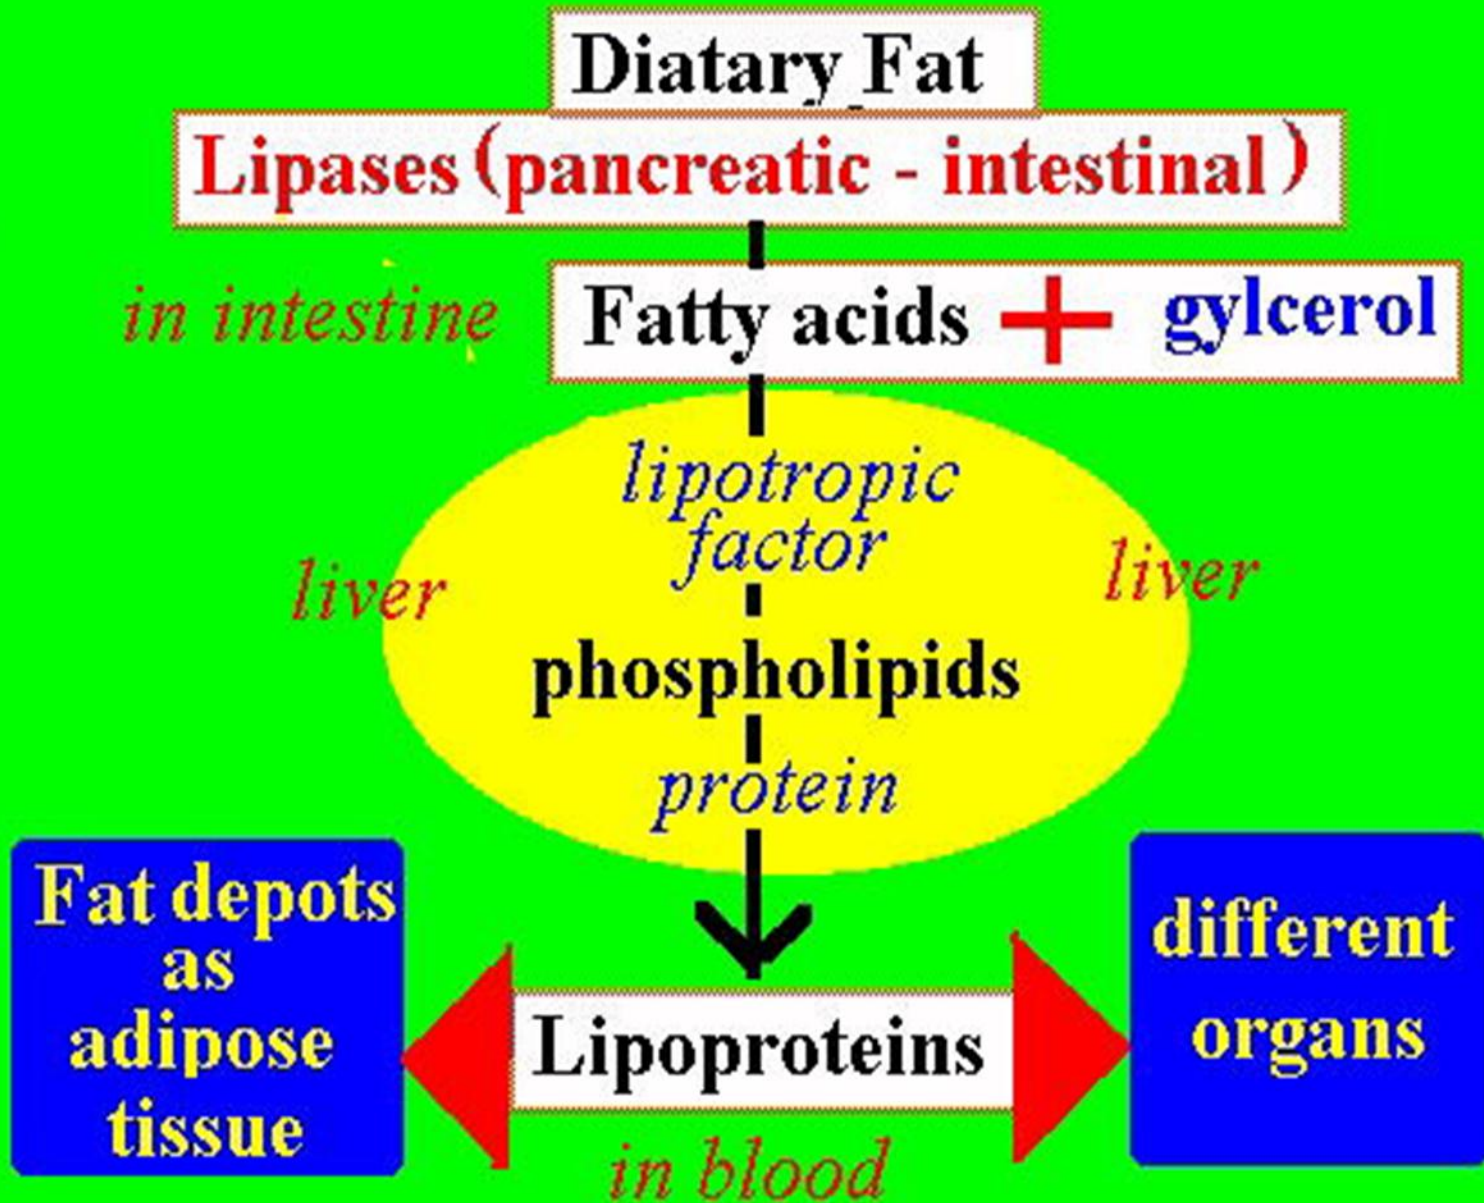 Diatary Fat
Lipases (pancreatic - intestinal)
in intestine
Fatty acids + gylcerol
lipotropic
factor
liver
liver
phospholipids
protein
Fat depots
as
adipose
tissue
Lipoproteins
different
organs
in blood